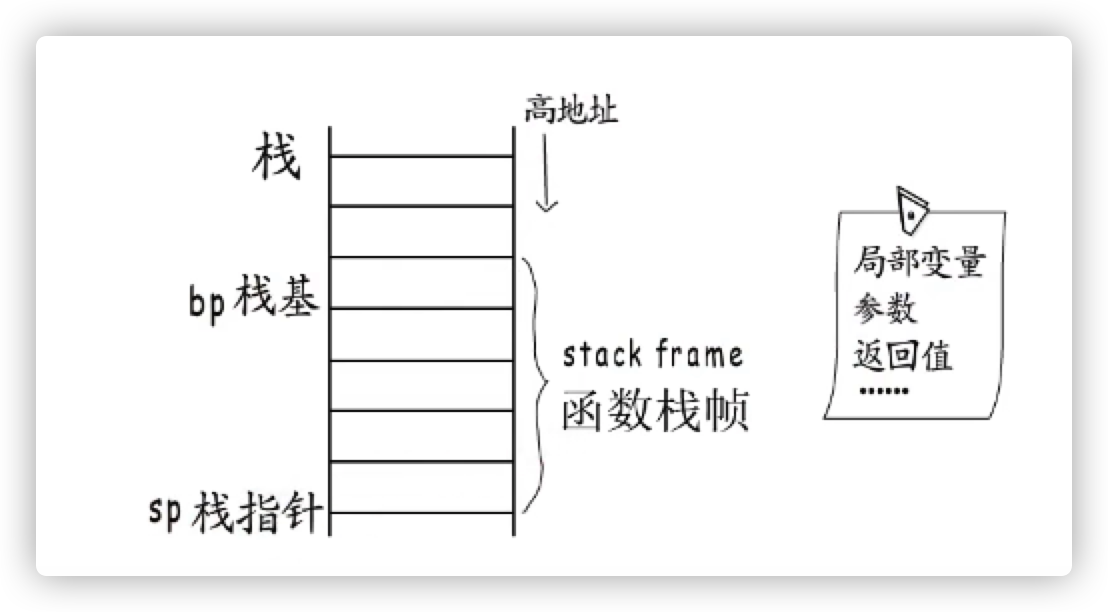 高地址
栈
bp 栈基
sp 栈指针
stack frame
函数栈帧
局部变量
参数
返回值
……